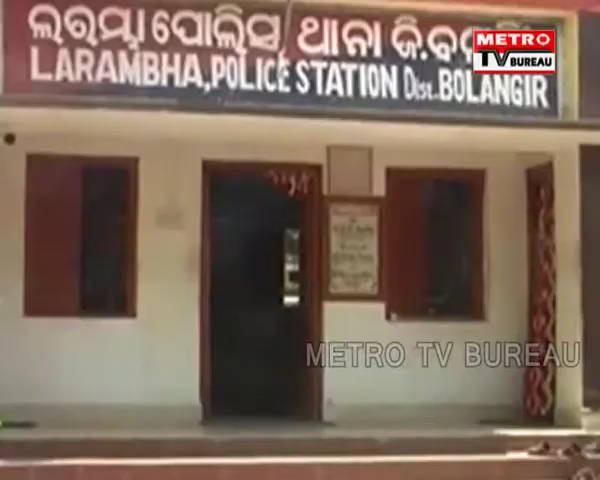 ଲରମ୍ଭା ପୋଲିସ ଥାନା ଜି.
LARAMBHA, POLICE STATION DIST. BOLANGIR
METRO
TV BUREAU
METRO TV BUREAU